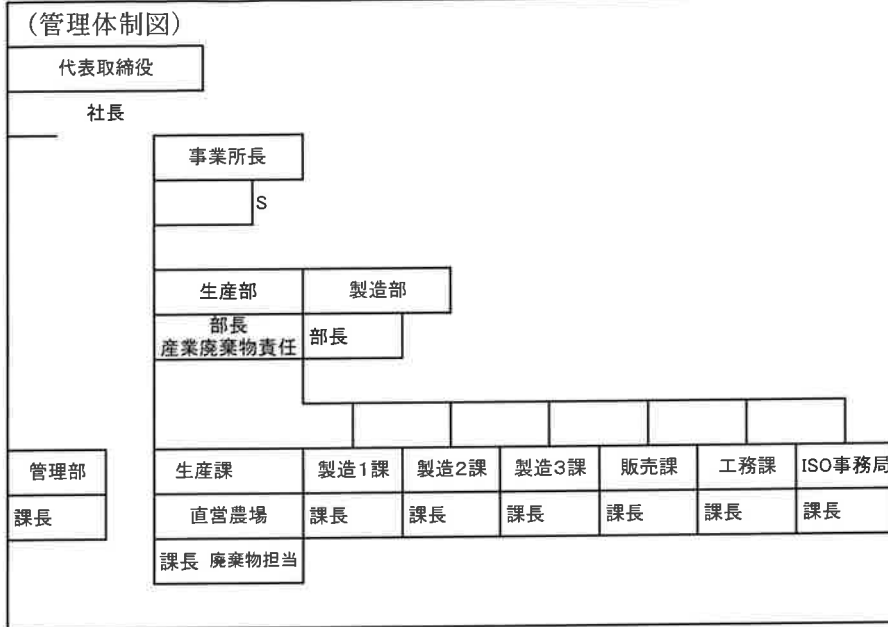 (管理体制図)
代表取締役
社長
事業所長
S
生産部 製造部
部長 部長
産業廃棄物責任
管理部 生産課 製造1課 製造2課 製造3課 販売課 工務課 ISO事務局
課長 直営農場 課長 課長 課長 課長 課長 課長
課長 廃棄物担当